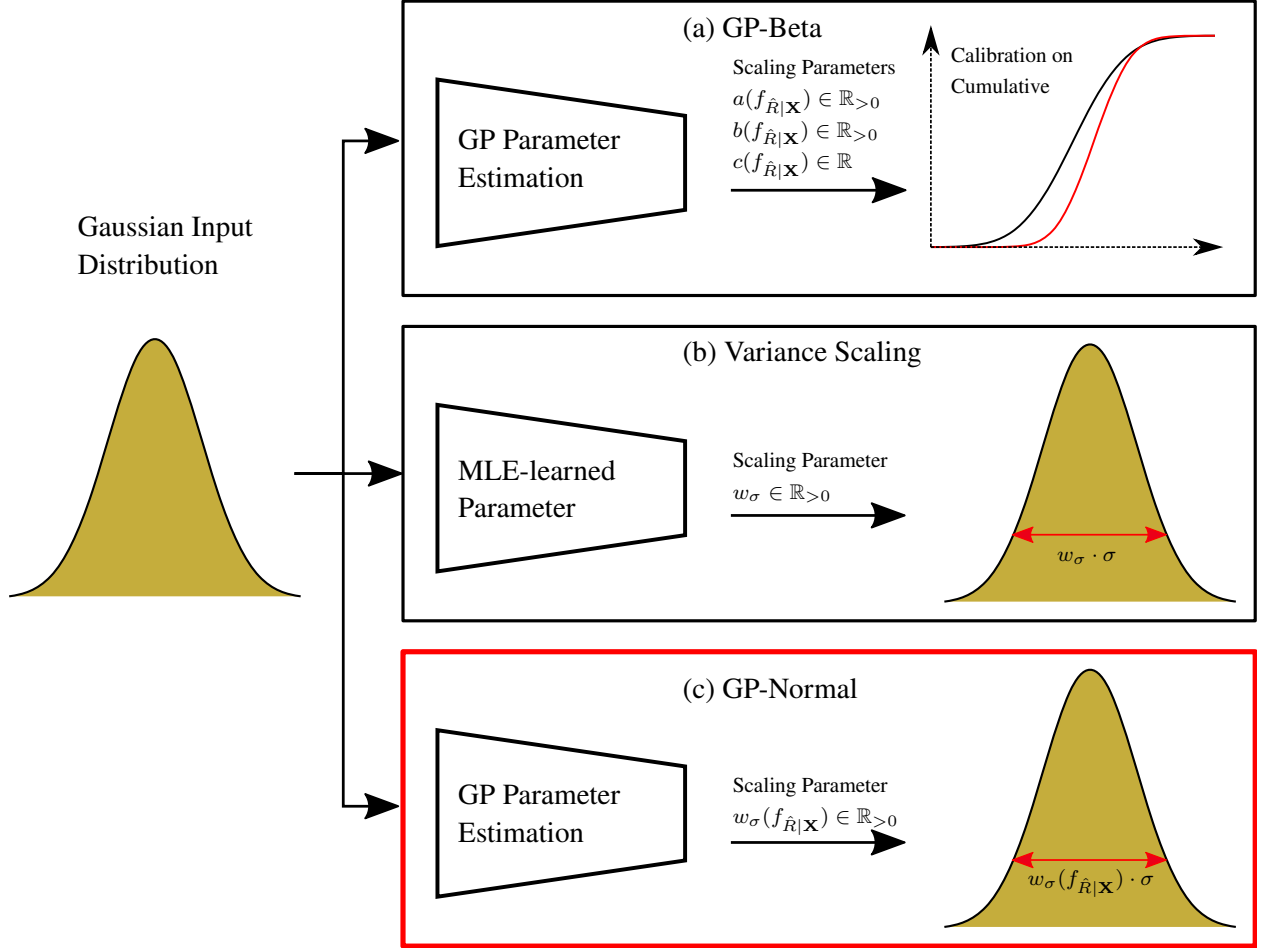 Gaussian Input
Distribution
(a) GP-Beta
GP Parameter
Estimation
Scaling Parameters
a(f_{R̂|𝐗}) ∈ ℝ_{>0}
b(f_{R̂|𝐗}) ∈ ℝ_{>0}
c(f_{R̂|𝐗}) ∈ ℝ
Calibration on
Cumulative
(b) Variance Scaling
MLE-learned
Parameter
Scaling Parameter
w_σ ∈ ℝ_{>0}
w_σ · σ
(c) GP-Normal
GP Parameter
Estimation
Scaling Parameter
w_σ(f_{R̂|𝐗}) ∈ ℝ_{>0}
w_σ(f_{R̂|𝐗}) · σ